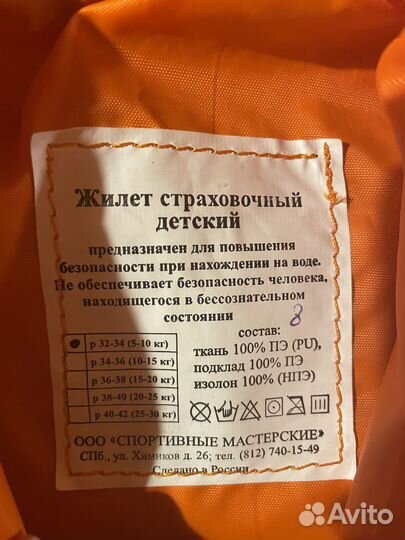 Жилет страховочный
детский
предназначен для повышения
безопасности при нахождении на воде.
Не обеспечивает безопасность человека,
находящегося в бессознательном
состоянии
8
состав:
ткань 100% ПЭ (PU),
подклад 100% ПЭ
изолон 100% (НПЭ)
р 32-34 (5-10 кг)
р 34-36 (10-15 кг)
р 36-38 (15-20 кг)
р 38-40 (20-25 кг)
р 40-42 (25-30 кг)
ООО «СПОРТИВНЫЕ МАСТЕРСКИЕ»
СПб., ул. Химиков д. 26; тел. (812) 740-15-49
Сделано в России
Avito